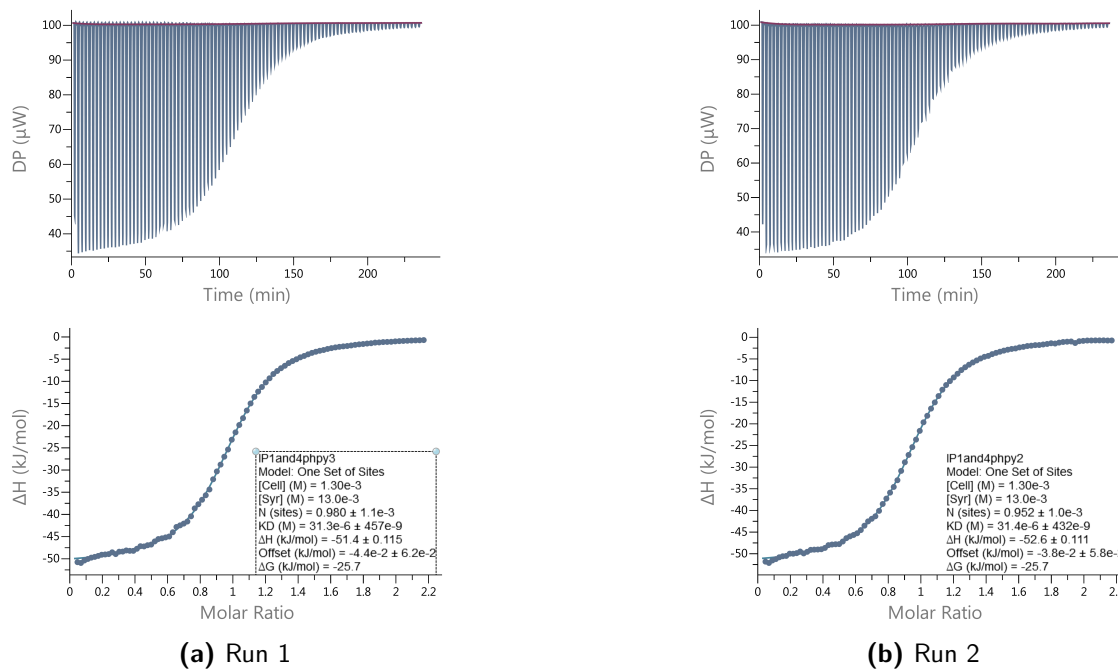 100
90
80
70
60
50
40
DP (µW)
0 50 100 150 200
Time (min)
100
90
80
70
60
50
40
DP (µW)
0 50 100 150 200
Time (min)
0
-5
-10
-15
-20
-25
-30
-35
-40
-45
-50
ΔH (kJ/mol)
IP1and4phpy3
Model: One Set of Sites
[Cell] (M) = 1.30e-3
[Syr] (M) = 13.0e-3
N (sites) = 0.980 ± 1.1e-3
KD (M) = 31.3e-6 ± 457e-9
ΔH (kJ/mol) = -51.4 ± 0.115
Offset (kJ/mol) = -4.4e-2 ± 6.2e-2
ΔG (kJ/mol) = -25.7
0 0.2 0.4 0.6 0.8 1 1.2 1.4 1.6 1.8 2 2.2
Molar Ratio
0
-5
-10
-15
-20
-25
-30
-35
-40
-45
-50
ΔH (kJ/mol)
IP1and4phpy2
Model: One Set of Sites
[Cell] (M) = 1.30e-3
[Syr] (M) = 13.0e-3
N (sites) = 0.952 ± 1.0e-3
KD (M) = 31.4e-6 ± 432e-9
ΔH (kJ/mol) = -52.6 ± 0.111
Offset (kJ/mol) = -3.8e-2 ± 5.8e-
ΔG (kJ/mol) = -25.7
0 0.2 0.4 0.6 0.8 1 1.2 1.4 1.6 1.8 2 2.2
Molar Ratio
(a) Run 1
(b) Run 2